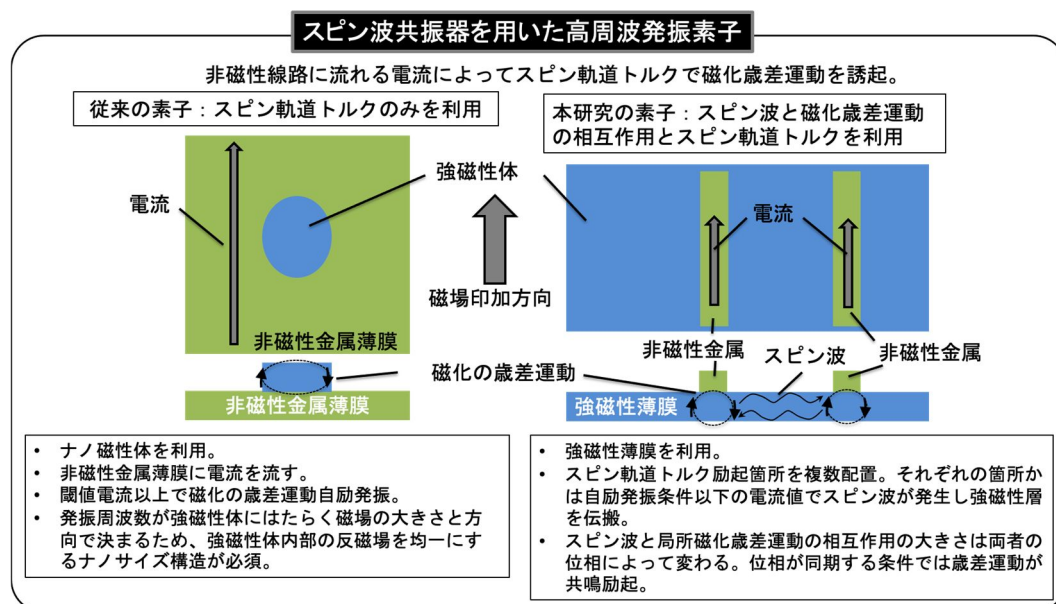 スピン波共振器を用いた高周波発振素子
非磁性線路に流れる電流によってスピン軌道トルクで磁化歳差運動を誘起。
従来の素子：スピン軌道トルクのみを利用
本研究の素子：スピン波と磁化歳差運動
の相互作用とスピン軌道トルクを利用
強磁性体
電流
電流
磁場印加方向
非磁性金属薄膜
非磁性金属
スピン波
非磁性金属
磁化の歳差運動
非磁性金属薄膜
強磁性薄膜
• ナノ磁性体を利用。
• 非磁性金属薄膜に電流を流す。
• 閾値電流以上で磁化の歳差運動自励発振。
• 発振周波数が強磁性体にはたらく磁場の大きさと方
向で決まるため、強磁性体内部の反磁場を均一にす
るナノサイズ構造が必須。
• 強磁性薄膜を利用。
• スピン軌道トルク励起箇所を複数配置。それぞれの箇所か
は自励発振条件以下の電流値でスピン波が発生し強磁性層
を伝搬。
• スピン波と局所磁化歳差運動の相互作用の大きさは両者の
位相によって変わる。位相が同期する条件では歳差運動が
共鳴励起。